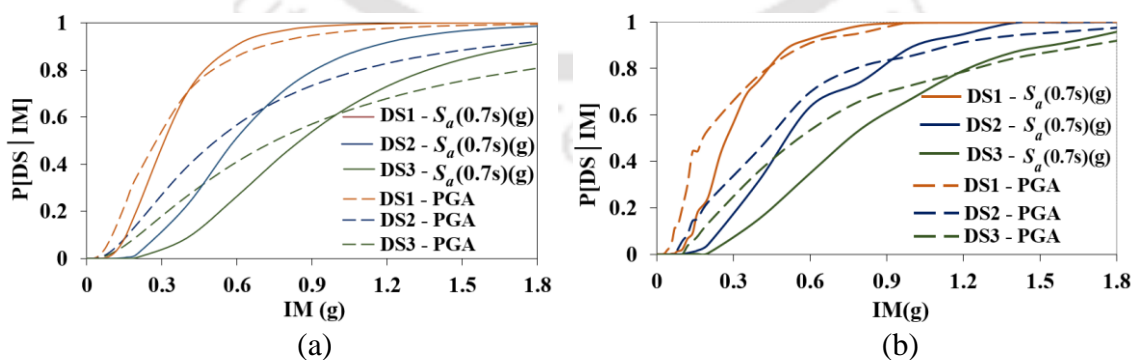 P[DS | IM]
1
0.8
0.6
0.4
0.2
0
DS1 - Sa(0.7s)(g)
DS2 - Sa(0.7s)(g)
DS3 - Sa(0.7s)(g)
DS1 - PGA
DS2 - PGA
DS3 - PGA
0 0.3 0.6 0.9 1.2 1.5 1.8
IM (g)
(a)
P[DS | IM]
1
0.8
0.6
0.4
0.2
0
DS1 - Sa(0.7s)(g)
DS2 - Sa(0.7s)(g)
DS3 - Sa(0.7s)(g)
DS1 - PGA
DS2 - PGA
DS3 - PGA
0 0.3 0.6 0.9 1.2 1.5 1.8
IM(g)
(b)